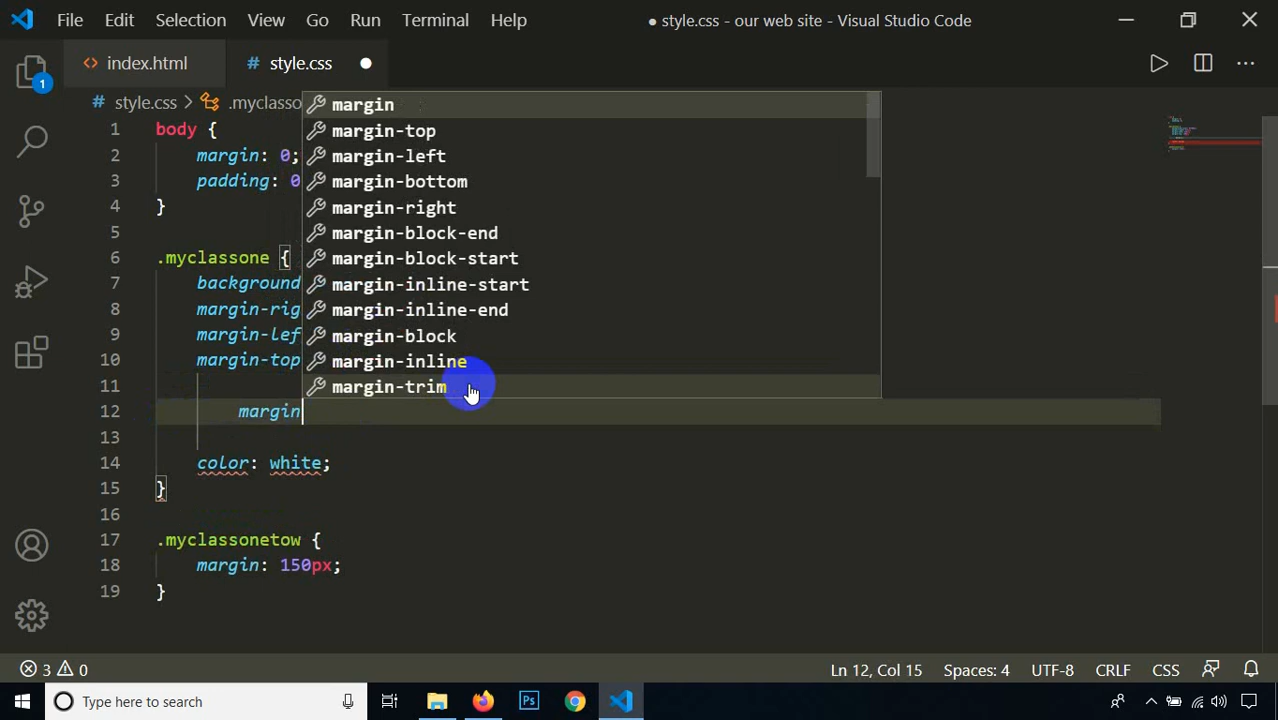 File Edit Selection View Go Run Terminal Help
● style.css - our web site - Visual Studio Code
1
<> index.html
# style.css ●
# style.css > .myclasso
1 body {
2 margin: 0;
3 padding: 0
4 }
5
6 .myclassone {
7 background
8 margin-rig
9 margin-lef
10 margin-top
11
12 margin
13
14 color: white;
15 }
16
17 .myclassonetow {
18 margin: 150px;
19 }
margin
margin-top
margin-left
margin-bottom
margin-right
margin-block-end
margin-block-start
margin-inline-start
margin-inline-end
margin-block
margin-inline
margin-trim
3 0 Ln 12, Col 15 Spaces: 4 UTF-8 CRLF CSS
Type here to search Ps